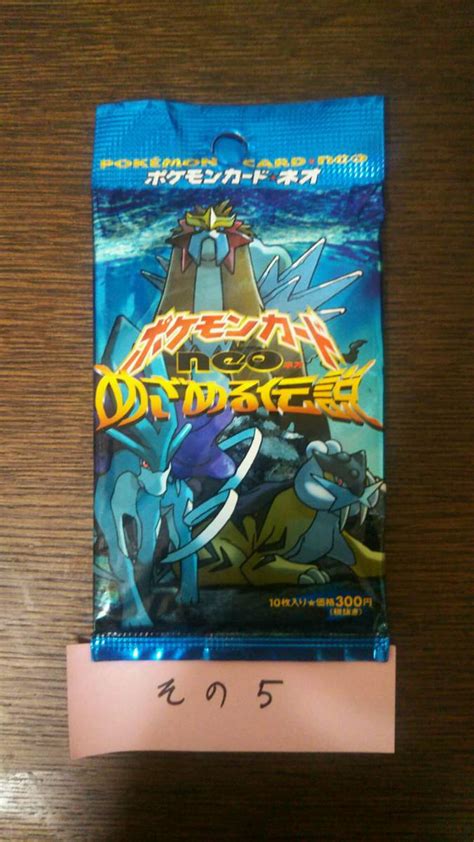 POKÉMON CARD★neo
ポケモンカード★ネオ
ポケモンカード
neo ネオ
めざめる伝説
10枚入り★価格300円
(税抜き)
その5